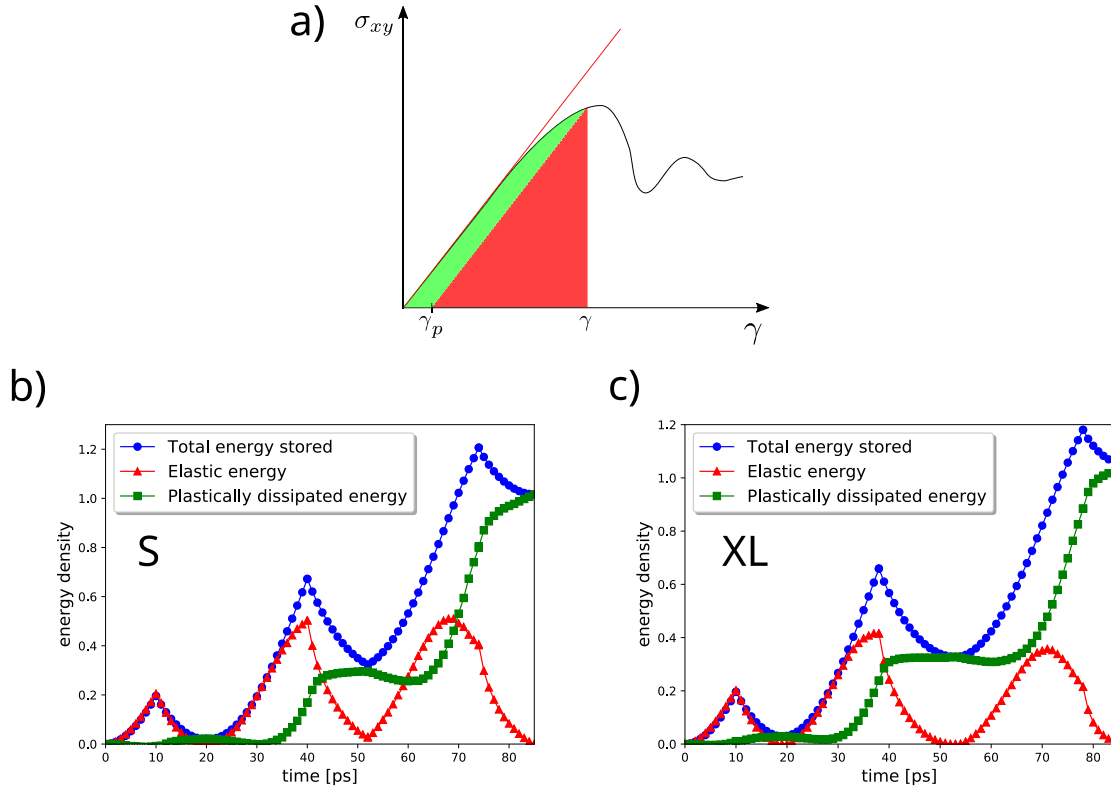 a)
σxy
γp
γ
γ
b)
c)
Total energy stored
Elastic energy
Plastically dissipated energy
S
energy density
0.0
0.2
0.4
0.6
0.8
1.0
1.2
0 10 20 30 40 50 60 70 80
time [ps]
Total energy stored
Elastic energy
Plastically dissipated energy
XL
energy density
0.0
0.2
0.4
0.6
0.8
1.0
1.2
0 10 20 30 40 50 60 70 80
time [ps]